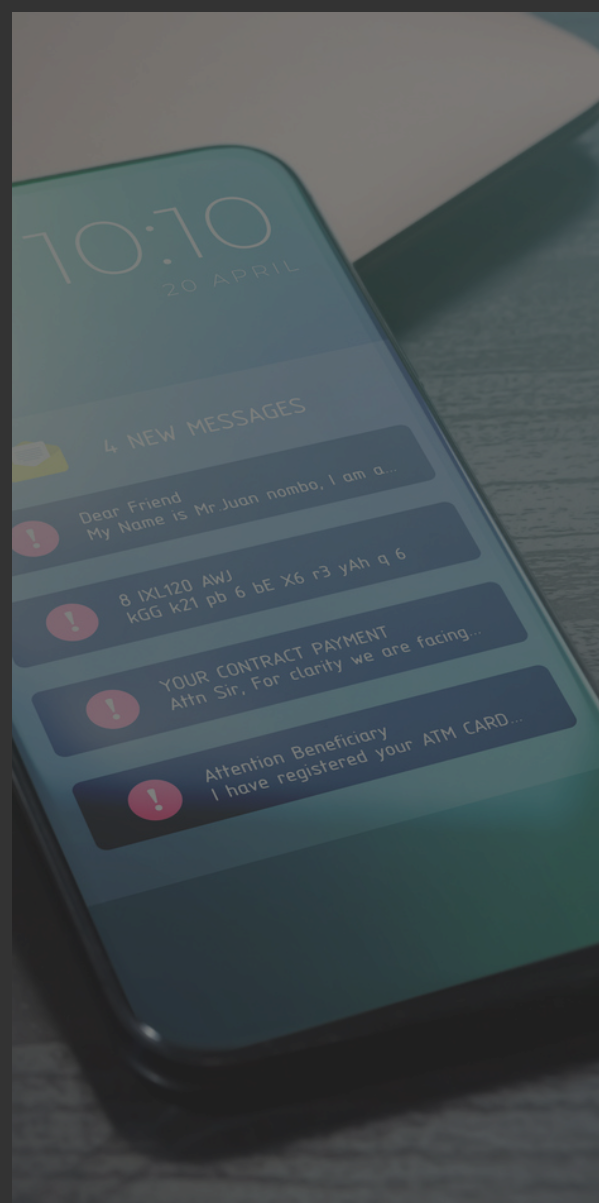 10:10
20 APRIL
4 NEW MESSAGES
Dear Friend
My Name is Mr.Juan nombo, I am a...
8 IXL120 AWJ
kGG k21 pb 6 bE X6 r3 yAh q 6
YOUR CONTRACT PAYMENT
Attn Sir, For clarity we are facing...
Attention Beneficiary
I have registered your ATM CARD...